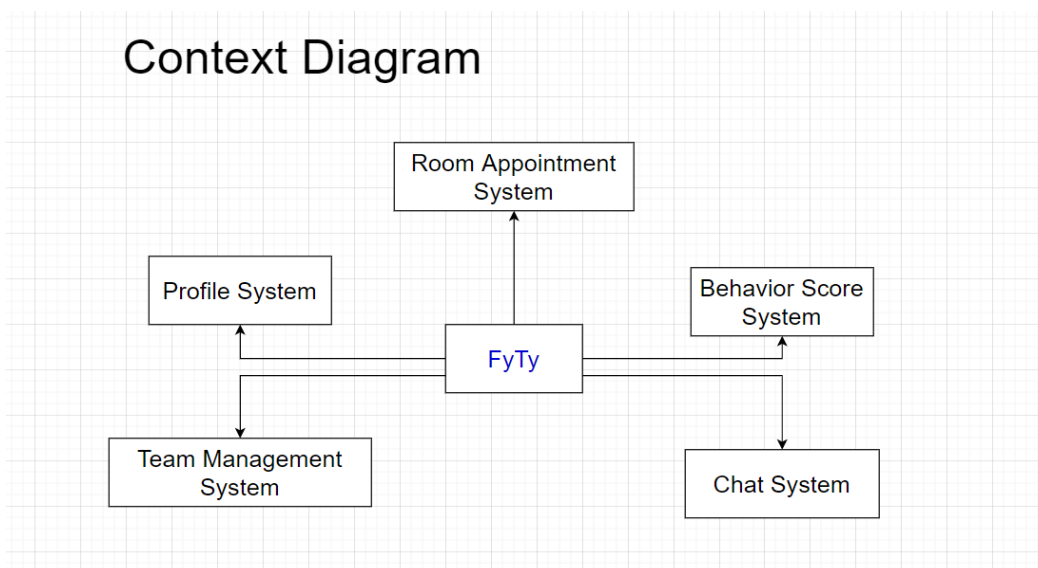 Context Diagram
Room Appointment
System
Profile System
Behavior Score
System
FyTy
Team Management
System
Chat System